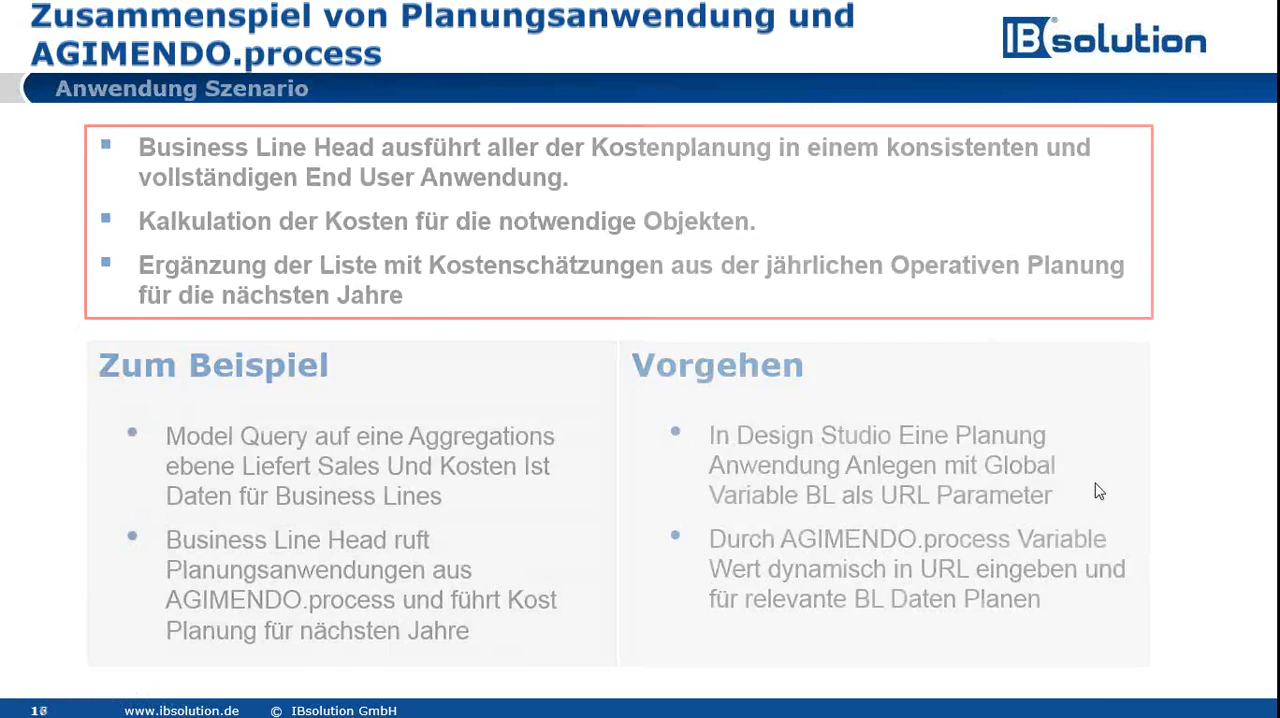 Zusammenspiel von Planungsanwendung und
AGIMENDO.process
IBsolution
Anwendung Szenario
Business Line Head ausführt aller der Kostenplanung in einem konsistenten und
vollständigen End User Anwendung.
Kalkulation der Kosten für die notwendige Objekten.
Ergänzung der Liste mit Kostenschätzungen aus der jährlichen Operativen Planung
für die nächsten Jahre
Zum Beispiel
Model Query auf eine Aggregations
ebene Liefert Sales Und Kosten Ist
Daten für Business Lines
Business Line Head ruft
Planungsanwendungen aus
AGIMENDO.process und führt Kost
Planung für nächsten Jahre
Vorgehen
In Design Studio Eine Planung
Anwendung Anlegen mit Global
Variable BL als URL Parameter
Durch AGIMENDO.process Variable
Wert dynamisch in URL eingeben und
für relevante BL Daten Planen
www.ibsolution.de © IBsolution GmbH